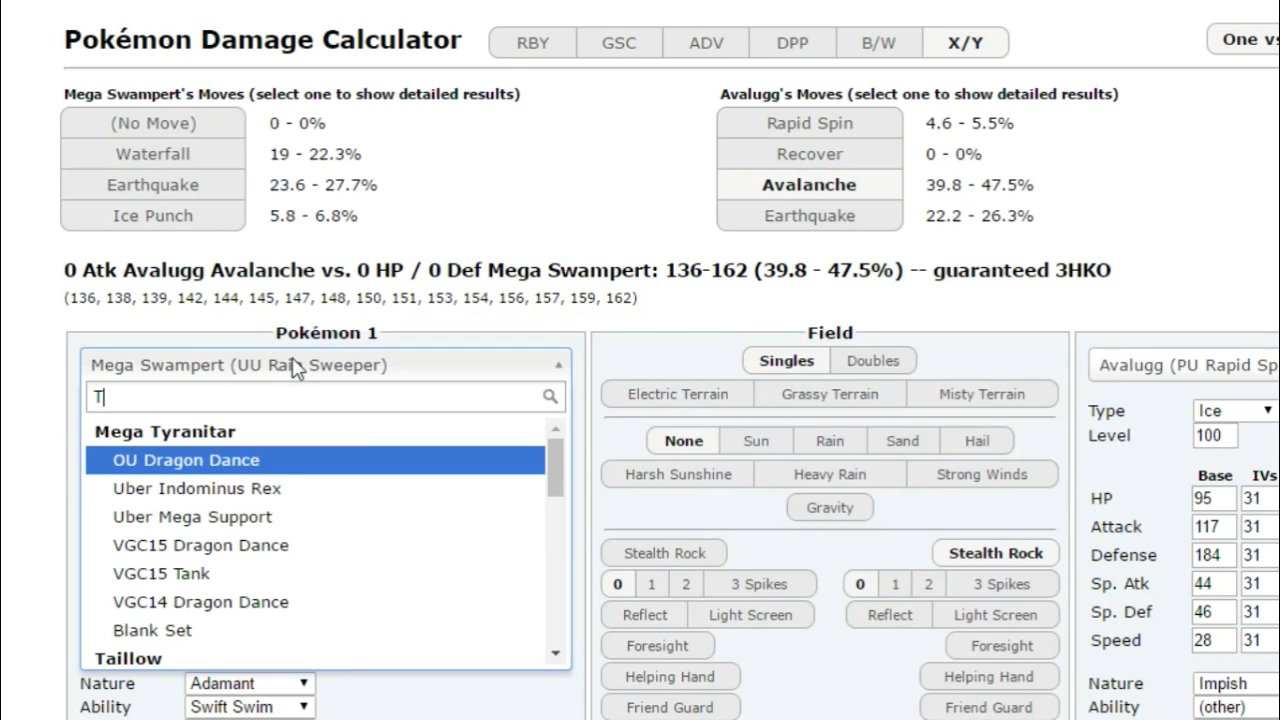 Pokémon Damage Calculator
RBY GSC ADV DPP B/W X/Y
One vs
Mega Swampert's Moves (select one to show detailed results)
(No Move) 0 - 0%
Waterfall 19 - 22.3%
Earthquake 23.6 - 27.7%
Ice Punch 5.8 - 6.8%
Avalugg's Moves (select one to show detailed results)
Rapid Spin 4.6 - 5.5%
Recover 0 - 0%
Avalanche 39.8 - 47.5%
Earthquake 22.2 - 26.3%
0 Atk Avalugg Avalanche vs. 0 HP / 0 Def Mega Swampert: 136-162 (39.8 - 47.5%) -- guaranteed 3HKO
(136, 138, 139, 142, 144, 145, 147, 148, 150, 151, 153, 154, 156, 157, 159, 162)
Pokémon 1
Mega Swampert (UU Rain Sweeper)
T
Mega Tyranitar
OU Dragon Dance
Uber Indominus Rex
Uber Mega Support
VGC15 Dragon Dance
VGC15 Tank
VGC14 Dragon Dance
Blank Set
Taillow
Nature Adamant
Ability Swift Swim
Field
Singles Doubles
Electric Terrain Grassy Terrain Misty Terrain
None Sun Rain Sand Hail
Harsh Sunshine Heavy Rain Strong Winds
Gravity
Stealth Rock Stealth Rock
0 1 2 3 Spikes 0 1 2 3 Spikes
Reflect Light Screen Reflect Light Screen
Foresight Foresight
Helping Hand Helping Hand
Friend Guard Friend Guard
Avalugg (PU Rapid Sp
Type Ice
Level 100
Base IVs
HP 95 31
Attack 117 31
Defense 184 31
Sp. Atk 44 31
Sp. Def 46 31
Speed 28 31
Nature Impish
Ability (other)